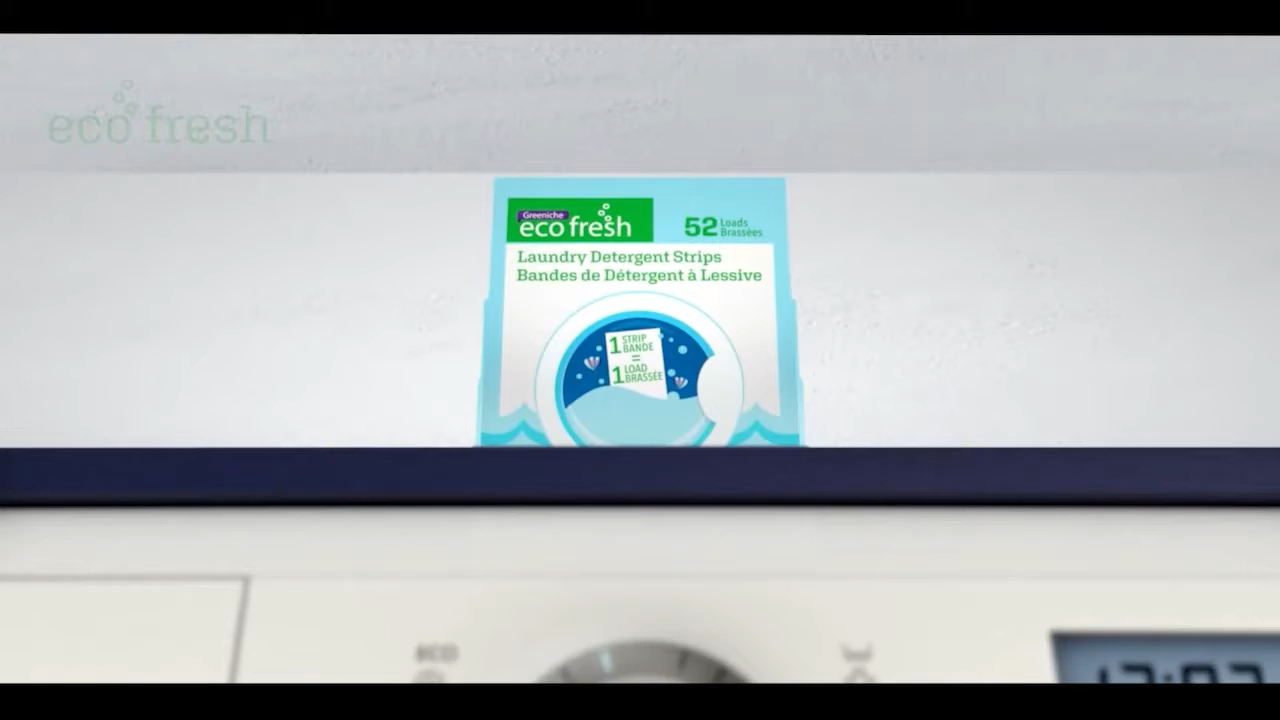 eco fresh
Greeniche
eco fresh
52 Loads
Brassées
Laundry Detergent Strips
Bandes de Détergent à Lessive
1 STRIP
BANDE
=
1 LOAD
BRASSÉE
ECO